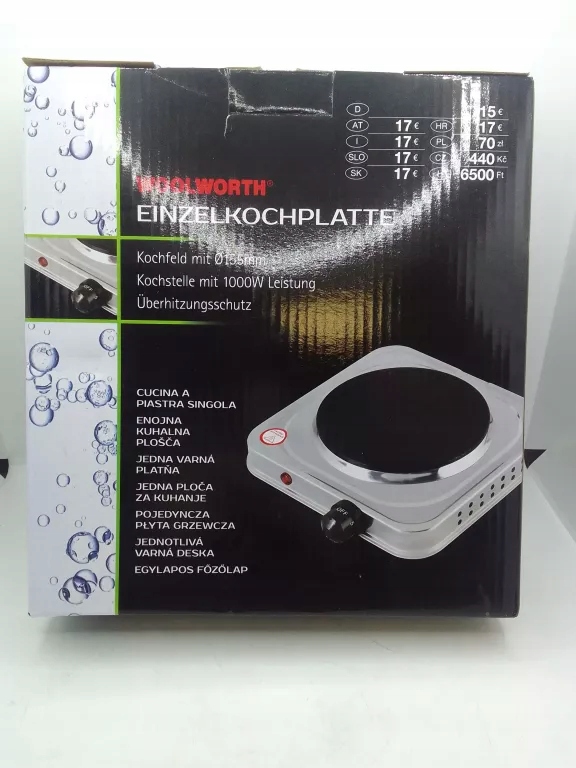 D 15 €
AT 17 € HR 17 €
I 17 € PL 70 zł
SLO 17 € CZ 440 Kč
SK 17 € 6500 Ft
WOOLWORTH®
EINZELKOCHPLATTE
Kochfeld mit Ø155mm
Kochstelle mit 1000W Leistung
Überhitzungsschutz
CUCINA A
PIASTRA SINGOLA
ENOJNA
KUHALNA
PLOŠČA
JEDNA VARNÁ
PLATŇA
JEDNA PLOČA
ZA KUHANJE
POJEDYNCZA
PŁYTA GRZEWCZA
JEDNOTLIVÁ
VARNÁ DESKA
EGYLAPOS FŐZŐLAP
OFF